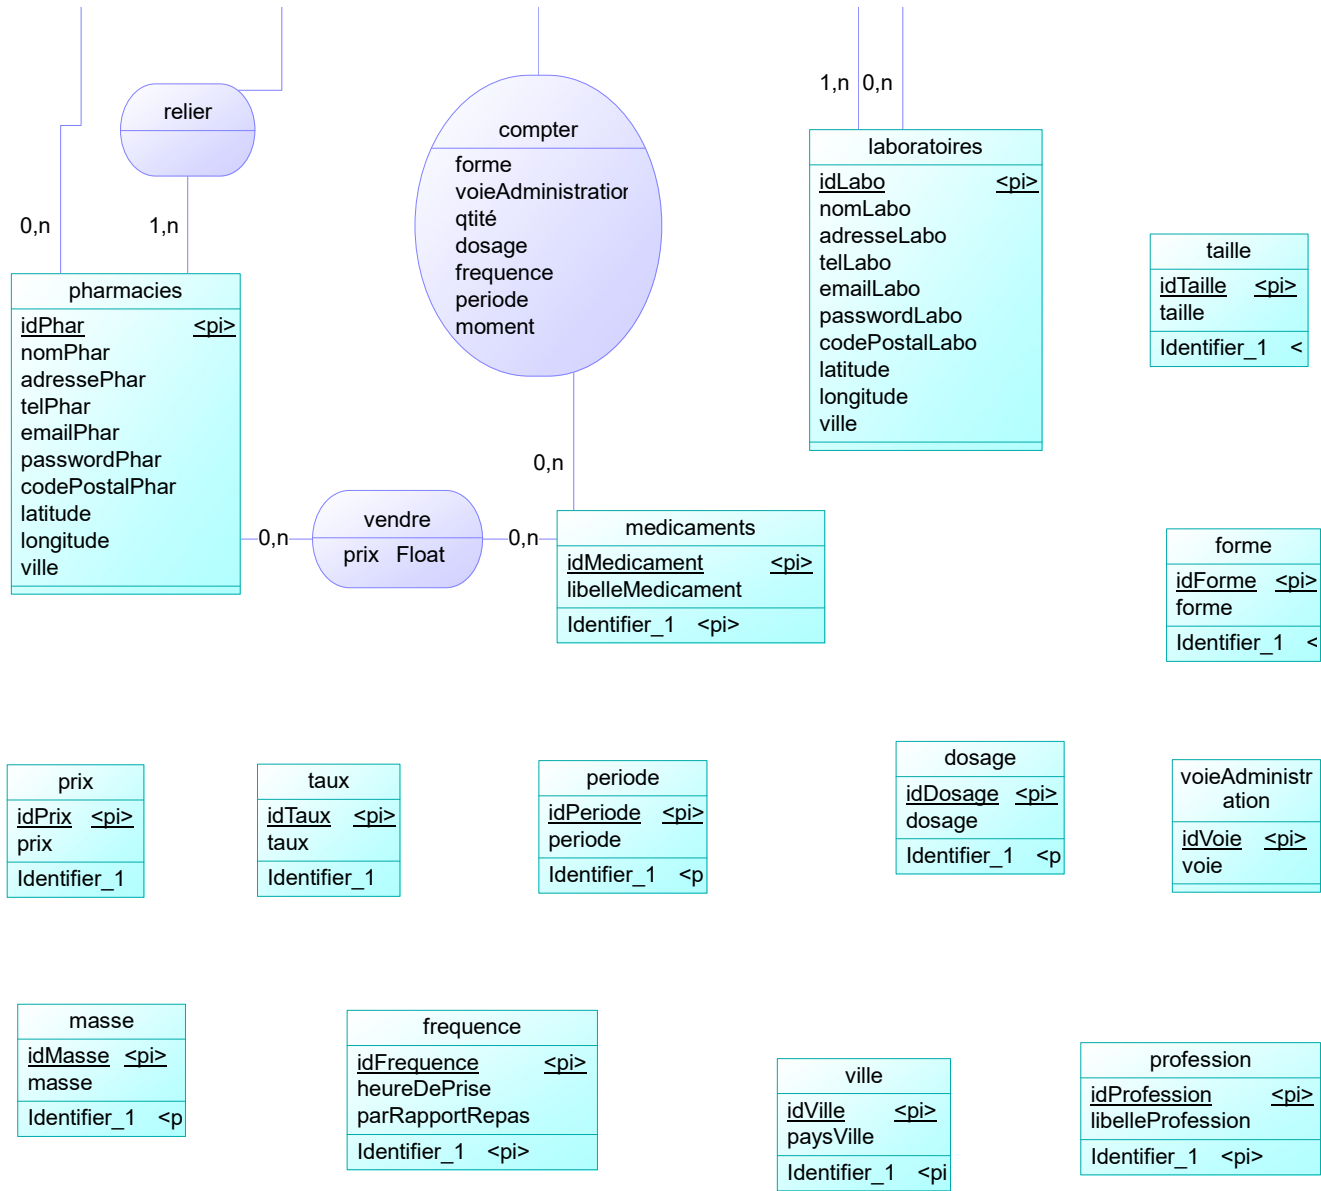 relier
0,n
1,n
compter
forme
voieAdministration
qtité
dosage
frequence
periode
moment
1,n 0,n
laboratoires
idLabo <pi>
nomLabo
adresseLabo
telLabo
emailLabo
passwordLabo
codePostalLabo
latitude
longitude
ville
taille
idTaille <pi>
taille
Identifier_1 <
pharmacies
idPhar <pi>
nomPhar
adressePhar
telPhar
emailPhar
passwordPhar
codePostalPhar
latitude
longitude
ville
0,n
vendre
prix Float
0,n
0,n
medicaments
idMedicament <pi>
libelleMedicament
Identifier_1 <pi>
forme
idForme <pi>
forme
Identifier_1 <
prix
idPrix <pi>
prix
Identifier_1
taux
idTaux <pi>
taux
Identifier_1
periode
idPeriode <pi>
periode
Identifier_1 <p
dosage
idDosage <pi>
dosage
Identifier_1 <p
voieAdministr
ation
idVoie <pi>
voie
masse
idMasse <pi>
masse
Identifier_1 <p
frequence
idFrequence <pi>
heureDePrise
parRapportRepas
Identifier_1 <pi>
ville
idVille <pi>
paysVille
Identifier_1 <pi
profession
idProfession <pi>
libelleProfession
Identifier_1 <pi>